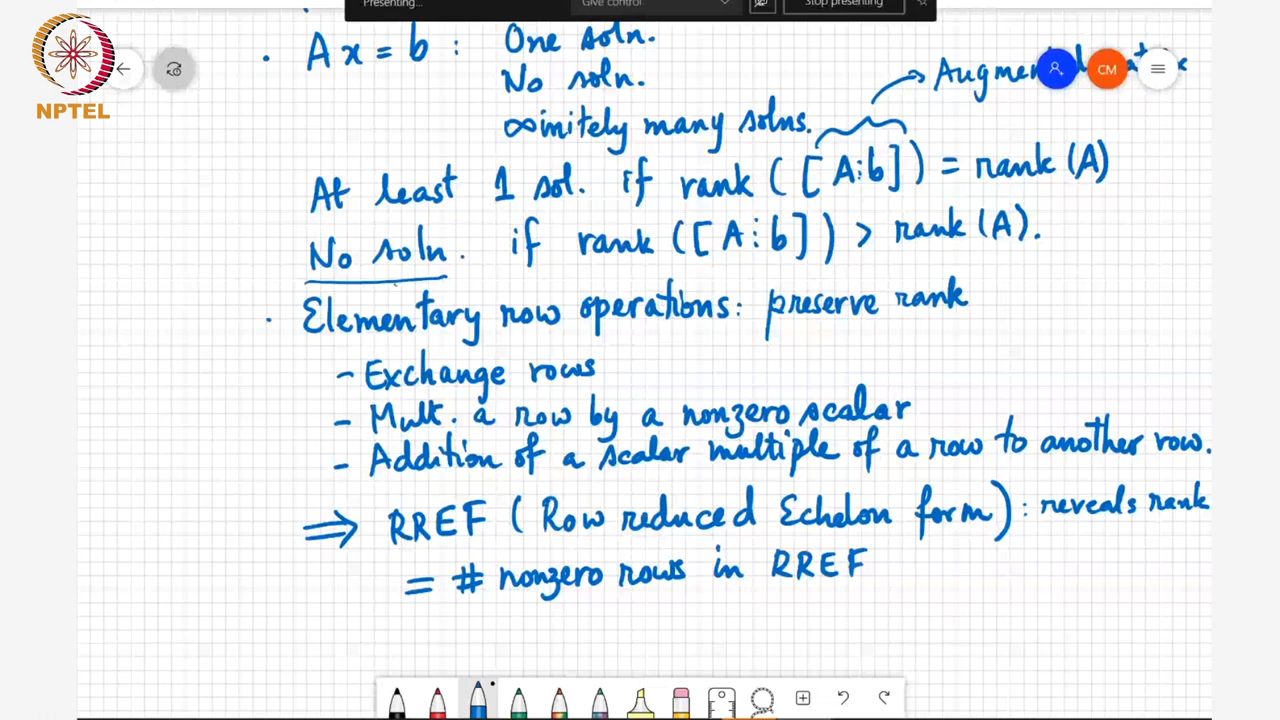 Presenting...
Give control
Stop presenting
NPTEL
CM
· Ax = b : One soln.
No soln.
∞initely many solns.
At least 1 sol. if rank ([A⋮b]) = rank (A)
No soln. if rank ([A⋮b]) > rank (A).
· Elementary row operations: preserve rank
- Exchange rows
- Mult. a row by a nonzero scalar
- Addition of a scalar multiple of a row to another row.
⇒ RREF (Row reduced Echelon form) : reveals rank
= # nonzero rows in RREF